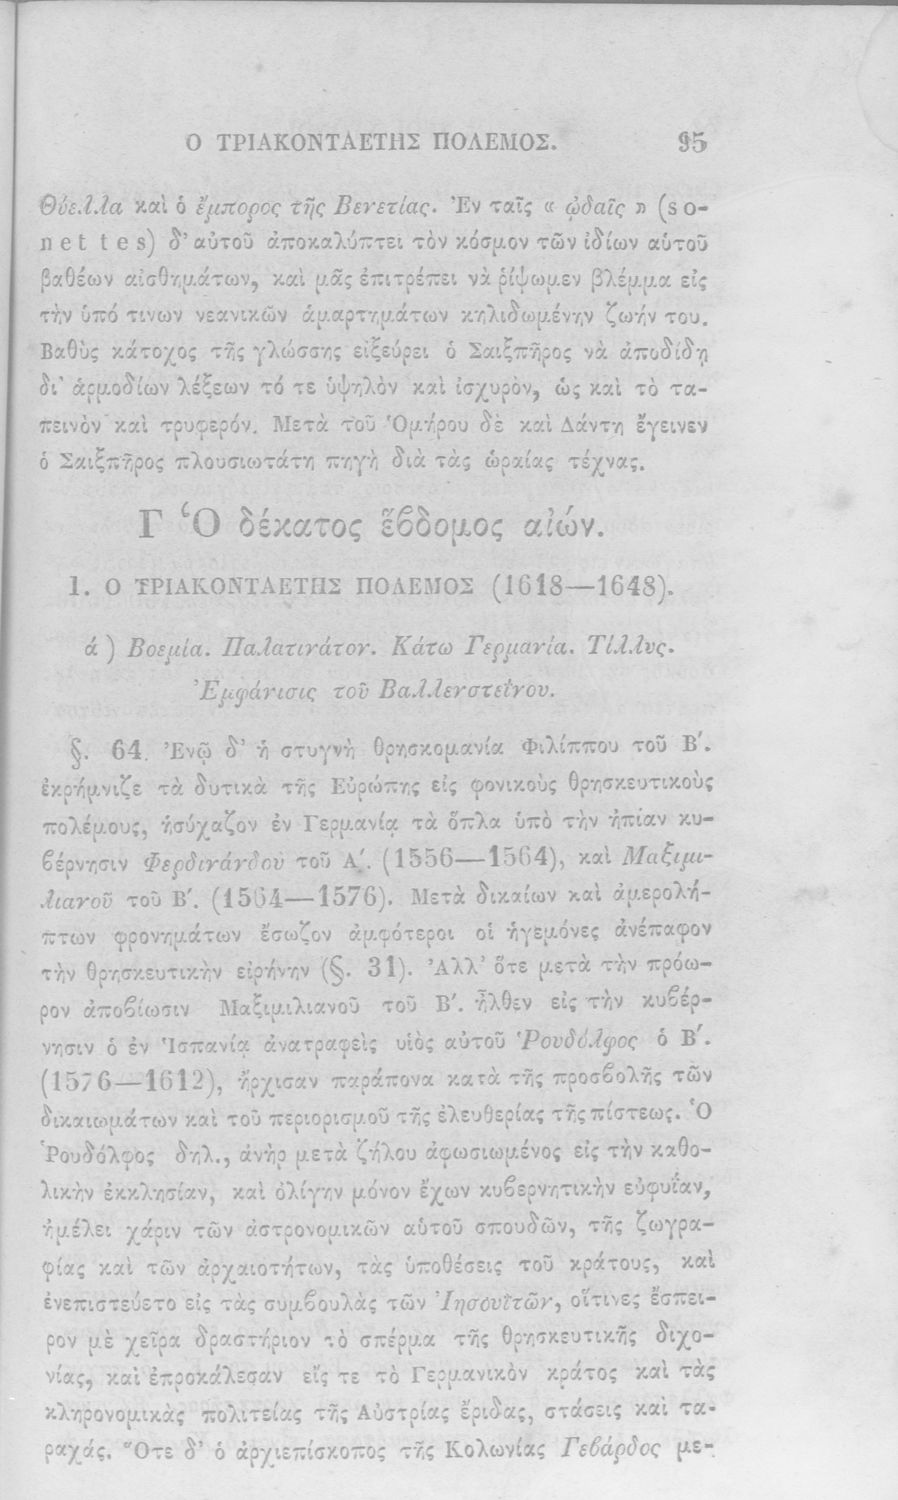 Ο ΤΡΙΑΚΟΝΤΑΕΤΗΣ ΠΟΛΕΜΟΣ. 95
Θύελλα καὶ ὁ ἔμπορος τῆς Βενετίας. Ἐν ταῖς « ᾠδαῖς » (so-
nettes) δ' αὐτοῦ ἀποκαλύπτει τὸν κόσμον τῶν ἰδίων αὑτοῦ
βαθέων αἰσθημάτων, καὶ μᾶς ἐπιτρέπει νὰ ῥίψωμεν βλέμμα εἰς
τὴν ὑπό τινων νεανικῶν ἁμαρτημάτων κηλιδωμένην ζωήν του.
Βαθὺς κάτοχος τῆς γλώσσης εἰξεύρει ὁ Σαιξπῆρος νὰ ἀποδίδῃ
δι' ἁρμοδίων λέξεων τό τε ὑψηλὸν καὶ ἰσχυρὸν, ὡς καὶ τὸ τα-
πεινὸν καὶ τρυφερόν. Μετὰ τοῦ Ὁμήρου δὲ καὶ Δάντη ἔγεινεν
ὁ Σαιξπῆρος πλουσιωτάτη πηγὴ διὰ τὰς ὡραίας τέχνας.
Γ Ὁ δέκατος ἕβδομος αἰών.
1. Ο ΤΡΙΑΚΟΝΤΑΕΤΗΣ ΠΟΛΕΜΟΣ (1618—1648).
ά ) Βοεμία. Παλατινάτον. Κάτω Γερμανία. Τίλλυς.
Ἐμφάνισις τοῦ Βαλλενστεΐνου.
§. 64. Ἐνῷ δ' ἡ στυγνὴ θρησκομανία Φιλίππου τοῦ Β′.
ἐκρήμνιζε τὰ δυτικὰ τῆς Εὐρώπης εἰς φονικοὺς θρησκευτικοὺς
πολέμους, ἡσύχαζον ἐν Γερμανίᾳ τὰ ὅπλα ὑπὸ τὴν ἠπίαν κυ-
βέρνησιν Φερδινάνδου τοῦ Α′. (1556—1564), καὶ Μαξιμι-
λιανοῦ τοῦ Β′. (1564—1576). Μετὰ δικαίων καὶ ἀμερολή-
πτων φρονημάτων ἔσωζον ἀμφότεροι οἱ ἡγεμόνες ἀνέπαφον
τὴν θρησκευτικὴν εἰρήνην (§. 31). Ἀλλ' ὅτε μετὰ τὴν πρόω-
ρον ἀποβίωσιν Μαξιμιλιανοῦ τοῦ Β′. ἦλθεν εἰς τὴν κυβέρ-
νησιν ὁ ἐν Ἱσπανίᾳ ἀνατραφεὶς υἱὸς αὐτοῦ Ῥουδόλφος ὁ Β′.
(1576—1612), ἤρχισαν παράπονα κατὰ τῆς προσβολῆς τῶν
δικαιωμάτων καὶ τοῦ περιορισμοῦ τῆς ἐλευθερίας τῆς πίστεως. Ὁ
Ῥουδόλφος δηλ., ἀνὴρ μετὰ ζήλου ἀφωσιωμένος εἰς τὴν καθο-
λικὴν ἐκκλησίαν, καὶ ὀλίγην μόνον ἔχων κυβερνητικὴν εὐφυΐαν,
ἠμέλει χάριν τῶν ἀστρονομικῶν αὑτοῦ σπουδῶν, τῆς ζωγρα-
φίας καὶ τῶν ἀρχαιοτήτων, τὰς ὑποθέσεις τοῦ κράτους, καὶ
ἐνεπιστεύετο εἰς τὰς συμβουλὰς τῶν Ἰησουϊτῶν, οἵτινες ἔσπει-
ρον μὲ χεῖρα δραστήριον τὸ σπέρμα τῆς θρησκευτικῆς διχο-
νίας, καὶ ἐπροκάλεσαν εἴς τε τὸ Γερμανικὸν κράτος καὶ τὰς
κληρονομικὰς πολιτείας τῆς Αὐστρίας ἔριδας, στάσεις καὶ τα-
ραχάς. Ὅτε δ' ὁ ἀρχιεπίσκοπος τῆς Κολωνίας Γεβάρδος με-